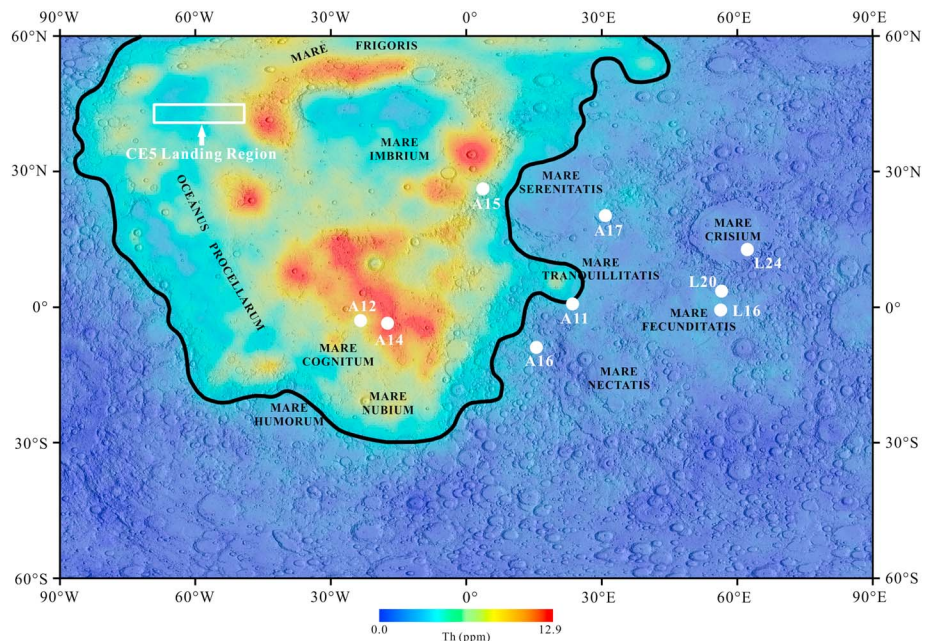 90°W 60°W 30°W 0° 30°E 60°E 90°E
60°N 60°N
MARE FRIGORIS
CE5 Landing Region
MARE
IMBRIUM
30°N 30°N
OCEANUS PROCELLARUM
A15
MARE
SERENITATIS
A17
MARE
CRISIUM
L24
MARE
TRANQUILLITATIS
L20
0° 0°
A12
A14
A11
L16
MARE
FECUNDITATIS
MARE
COGNITUM
A16
MARE
NECTATIS
MARE
NUBIUM
MARE
HUMORUM
30°S 30°S
60°S 60°S
90°W 60°W 30°W 0° 30°E 60°E 90°E
0.0 12.9
Th (ppm)